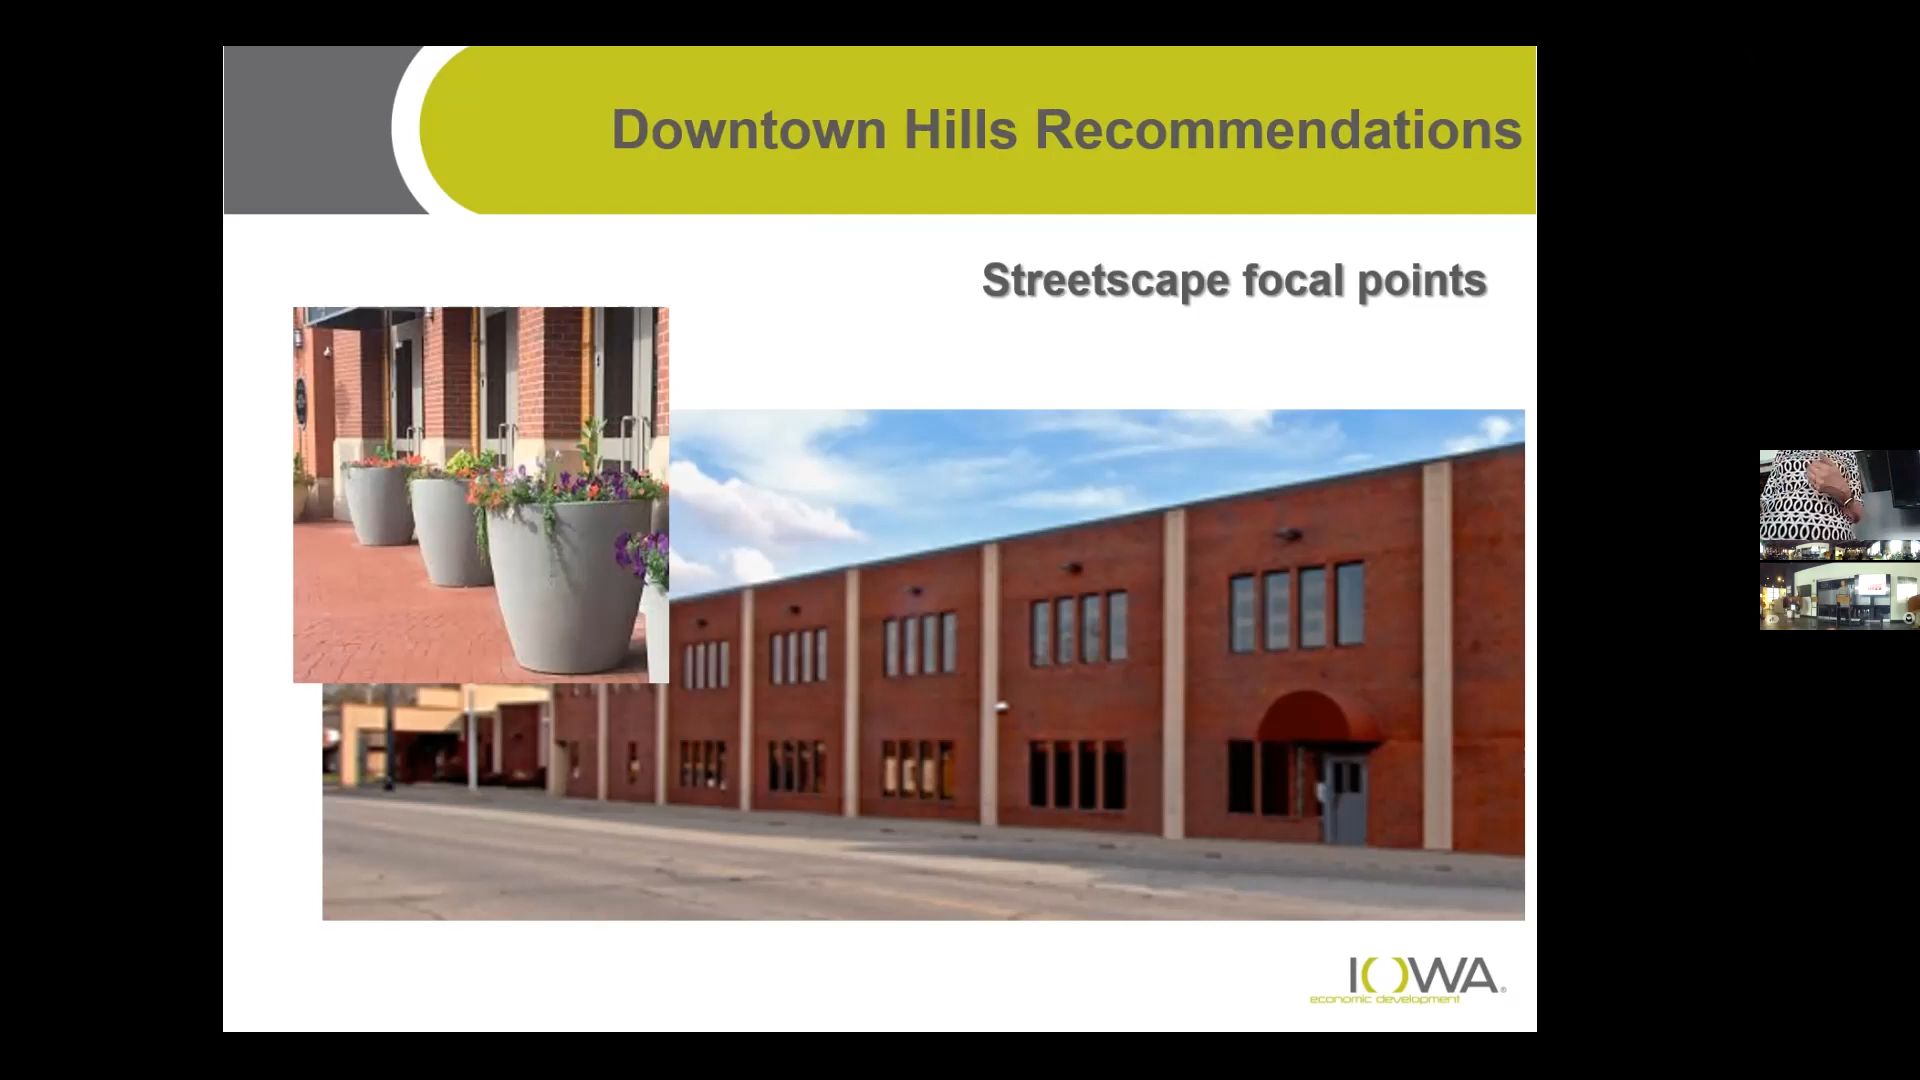 Downtown Hills Recommendations
Streetscape focal points
IOWA®
economic development